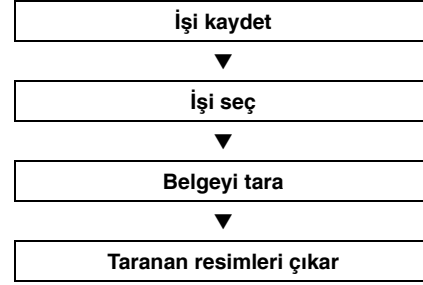 İşi kaydet
▼
İşi seç
▼
Belgeyi tara
▼
Taranan resimleri çıkar